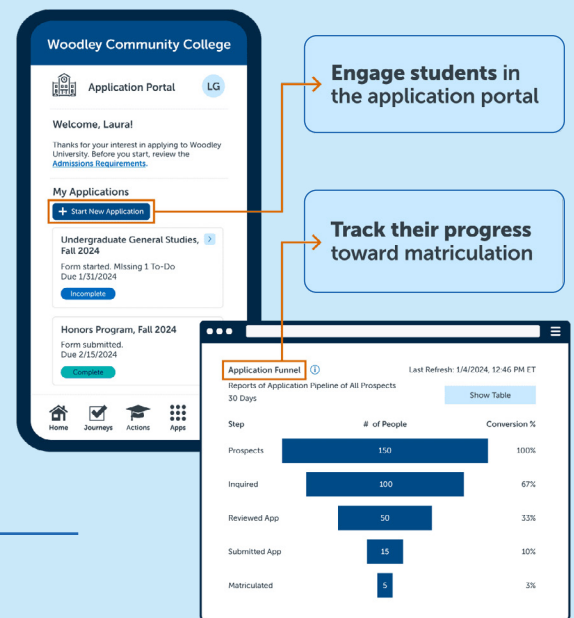 Woodley Community College
Application Portal
LG
Welcome, Laura!
Thanks for your interest in applying to Woodley
University. Before you start, review the
Admissions Requirements.
My Applications
+ Start New Application
Undergraduate General Studies,
Fall 2024
Form started. Missing 1 To-Do
Due 1/31/2024
Incomplete
Honors Program, Fall 2024
Form submitted.
Due 2/15/2024
Complete
Home Journeys Actions Apps
Engage students in
the application portal
Track their progress
toward matriculation
Application Funnel
Last Refresh: 1/4/2024, 12:46 PM ET
Reports of Application Pipeline of All Prospects
30 Days
Show Table
Step # of People Conversion %
Prospects 150 100%
Inquired 100 67%
Reviewed App 50 33%
Submitted App 15 10%
Matriculated 5 3%